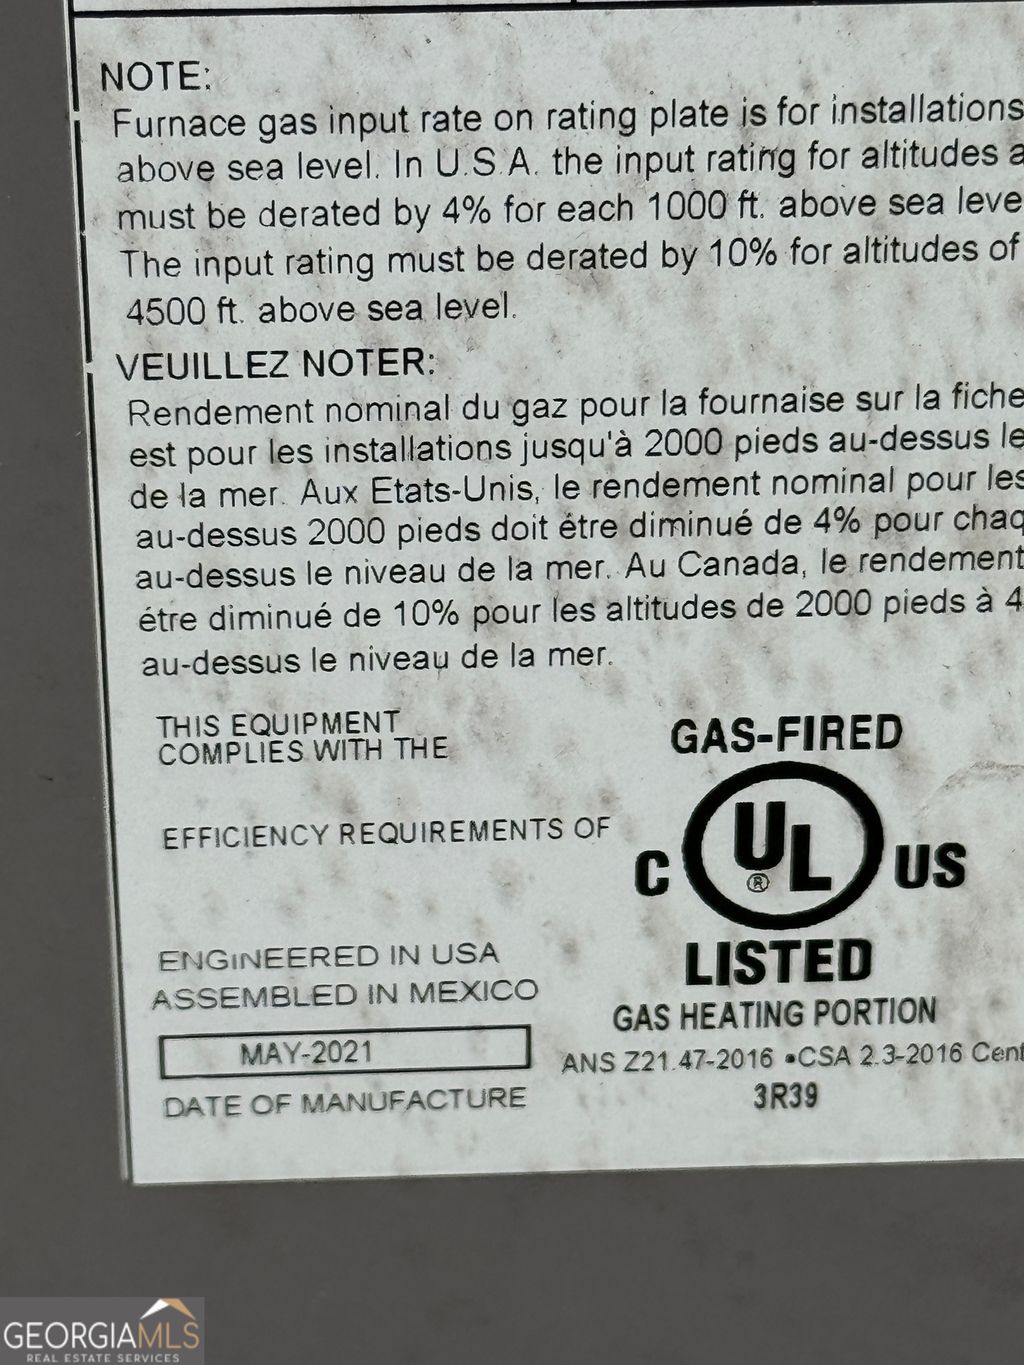 NOTE:
Furnace gas input rate on rating plate is for installations
above sea level. In U.S.A. the input rating for altitudes a
must be derated by 4% for each 1000 ft. above sea leve
The input rating must be derated by 10% for altitudes of
4500 ft. above sea level.
VEUILLEZ NOTER:
Rendement nominal du gaz pour la fournaise sur la fiche
est pour les installations jusqu'à 2000 pieds au-dessus le
de la mer. Aux Etats-Unis, le rendement nominal pour les
au-dessus 2000 pieds doit être diminué de 4% pour chaq
au-dessus le niveau de la mer. Au Canada, le rendement
étre diminué de 10% pour les altitudes de 2000 pieds à 4
au-dessus le niveau de la mer.
THIS EQUIPMENT
COMPLIES WITH THE
EFFICIENCY REQUIREMENTS OF
GAS-FIRED
C UL ® US
LISTED
GAS HEATING PORTION
ANS Z21.47-2016 •CSA 2.3-2016 Cent
3R39
ENGINEERED IN USA
ASSEMBLED IN MEXICO
MAY-2021
DATE OF MANUFACTURE
GEORGIAMLS
REAL ESTATE SERVICES